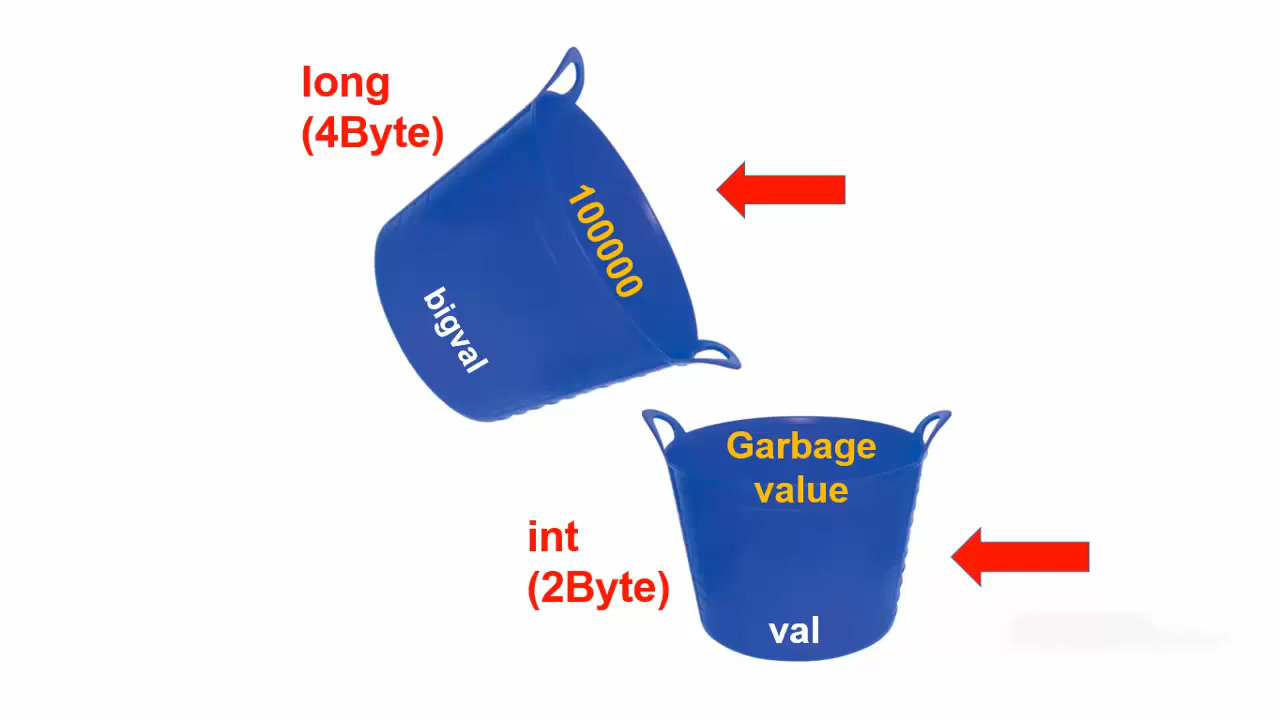 long
(4Byte)
100000
bigval
Garbage
value
int
(2Byte)
val